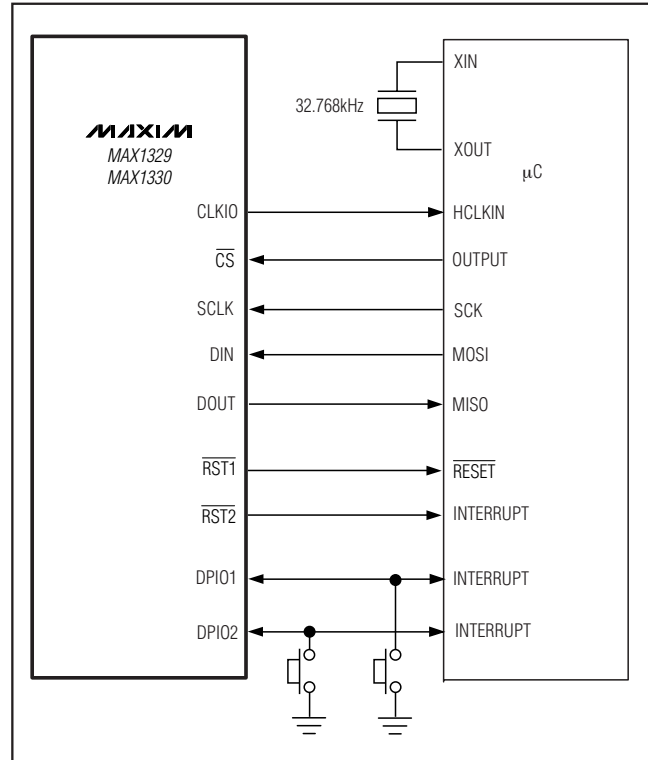 MAXIM
MAX1329
MAX1330
CLKIO
CS
SCLK
DIN
DOUT
RST1
RST2
DPIO1
DPIO2
32.768kHz
XIN
XOUT
μC
HCLKIN
OUTPUT
SCK
MOSI
MISO
RESET
INTERRUPT
INTERRUPT
INTERRUPT